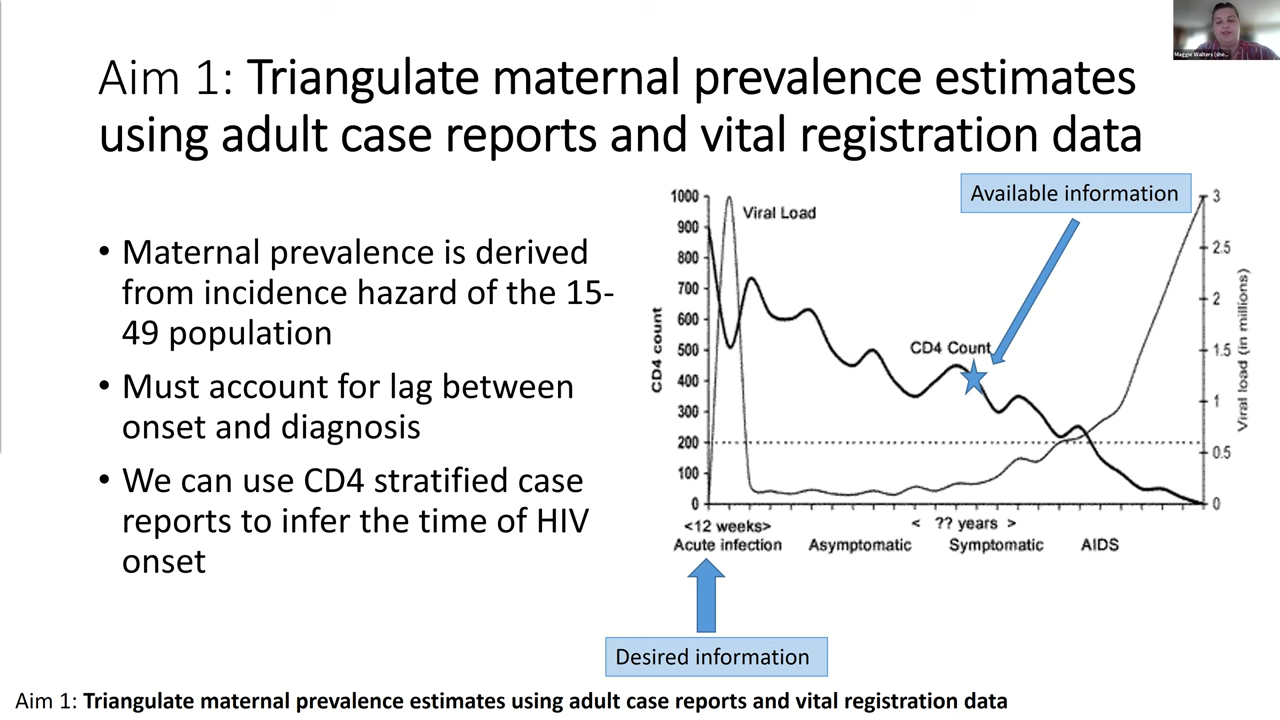 Maggie Walters (she...
Aim 1: Triangulate maternal prevalence estimates
using adult case reports and vital registration data
• Maternal prevalence is derived
from incidence hazard of the 15-
49 population
• Must account for lag between
onset and diagnosis
• We can use CD4 stratified case
reports to infer the time of HIV
onset
Available information
Viral Load
CD4 Count
CD4 count
1000
900
800
700
600
500
400
300
200
100
0
3
2.5
2
1.5
1
0.5
0
Viral load (in millions)
<12 weeks>
< ?? years >
Acute infection
Asymptomatic
Symptomatic
AIDS
Desired information
Aim 1: Triangulate maternal prevalence estimates using adult case reports and vital registration data